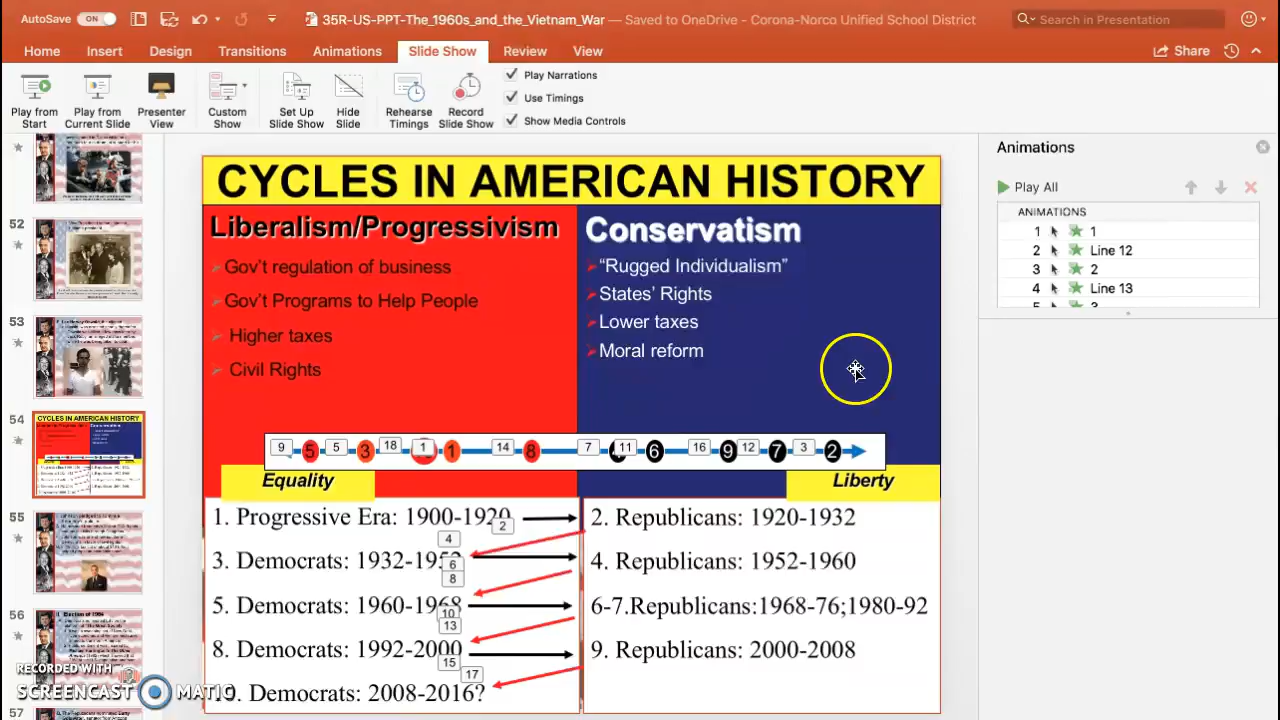 AutoSave ON
35R-US-PPT-The_1960s_and_the_Vietnam_War — Saved to OneDrive - Corona-Norco Unified School District
Search in Presentation
Home Insert Design Transitions Animations Slide Show Review View Share
Play from Start
Play from Current Slide
Presenter View
Custom Show
Set Up Slide Show
Hide Slide
Rehearse Timings
Record Slide Show
Play Narrations
Use Timings
Show Media Controls
52
53
54
55
56
57
CYCLES IN AMERICAN HISTORY
Liberalism/Progressivism
Gov't regulation of business
Gov't Programs to Help People
Higher taxes
Civil Rights
Conservatism
“Rugged Individualism”
States' Rights
Lower taxes
Moral reform
9 5 5 3 18 1 1 14 8 7 11 6 16 9 12 7 3 2
Equality
Liberty
1. Progressive Era: 1900-1920
2
2. Republicans: 1920-1932
4
3. Democrats: 1932-1952
6
4. Republicans: 1952-1960
8
5. Democrats: 1960-1968
10
6-7.Republicans:1968-76;1980-92
13
8. Democrats: 1992-2000
15
9. Republicans: 2000-2008
17
Democrats: 2008-2016?
Animations
Play All
ANIMATIONS
1 1
2 Line 12
3 2
4 Line 13
RECORDED WITH
SCREENCAST MATIC